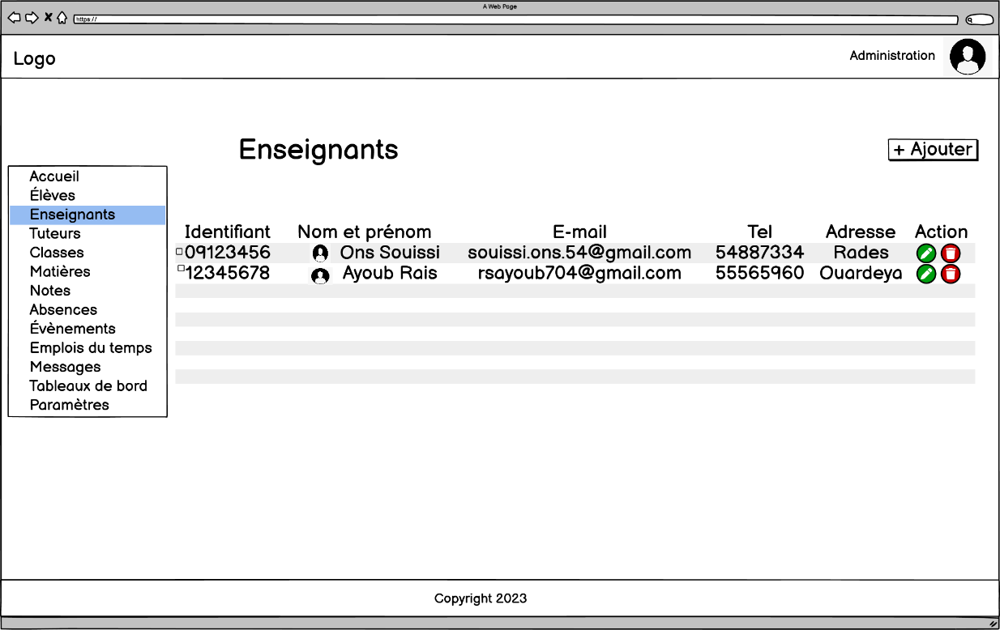 A Web Page
https://
Logo
Administration
Enseignants
+ Ajouter
Accueil
Élèves
Enseignants
Tuteurs
Classes
Matières
Notes
Absences
Évènements
Emplois du temps
Messages
Tableaux de bord
Paramètres
Identifiant Nom et prénom E-mail Tel Adresse Action
09123456 Ons Souissi souissi.ons.54@gmail.com 54887334 Rades
12345678 Ayoub Rais rsayoub704@gmail.com 55565960 Ouardeya
Copyright 2023